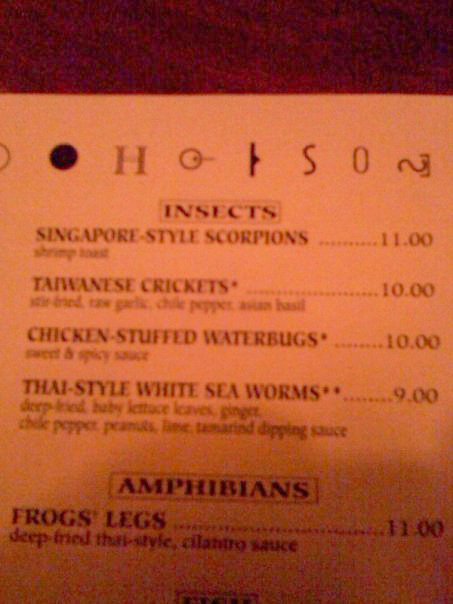 INSECTS
SINGAPORE-STYLE SCORPIONS ..........11.00
shrimp toast
TAIWANESE CRICKETS* ......................10.00
stir-fried, raw garlic, chile pepper, asian basil
CHICKEN-STUFFED WATERBUGS* ........10.00
sweet & spicy sauce
THAI-STYLE WHITE SEA WORMS**........9.00
deep-fried, baby lettuce leaves, ginger,
chile pepper, peanuts, lime, tamarind dipping sauce
AMPHIBIANS
FROGS' LEGS ...................................11.00
deep-fried thai-style, cilantro sauce
FISH